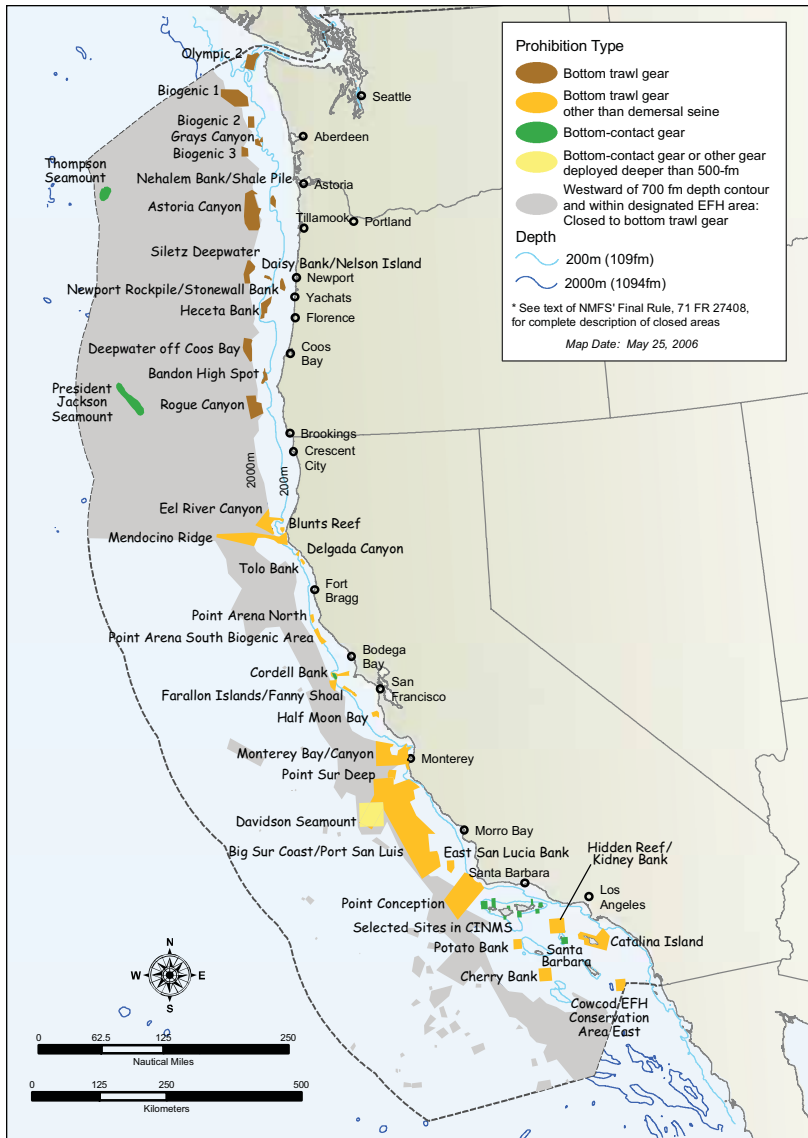 Prohibition Type
Bottom trawl gear
Bottom trawl gear
other than demersal seine
Bottom-contact gear
Bottom-contact gear or other gear
deployed deeper than 500-fm
Westward of 700 fm depth contour
and within designated EFH area:
Closed to bottom trawl gear
Depth
200m (109fm)
2000m (1094fm)
* See text of NMFS' Final Rule, 71 FR 27408,
for complete description of closed areas
Map Date: May 25, 2006
Olympic 2
Biogenic 1
Seattle
Biogenic 2
Grays Canyon
Aberdeen
Biogenic 3
Thompson
Seamount
Nehalem Bank/Shale Pile
Astoria
Astoria Canyon
Tillamook
Portland
Siletz Deepwater
Daisy Bank/Nelson Island
Newport
Newport Rockpile/Stonewall Bank
Yachats
Heceta Bank
Florence
Deepwater off Coos Bay
Coos
Bay
Bandon High Spot
President
Jackson
Seamount
Rogue Canyon
Brookings
Crescent
City
2000m
200m
Eel River Canyon
Blunts Reef
Mendocino Ridge
Delgada Canyon
Tolo Bank
Fort
Bragg
Point Arena North
Point Arena South Biogenic Area
Bodega
Bay
Cordell Bank
San
Francisco
Farallon Islands/Fanny Shoal
Half Moon Bay
Monterey Bay/Canyon
Monterey
Point Sur Deep
Davidson Seamount
Morro Bay
Big Sur Coast/Port San Luis
East San Lucia Bank
Hidden Reef/
Kidney Bank
Santa Barbara
Los
Angeles
Point Conception
Selected Sites in CINMS
Potato Bank
Santa
Barbara
Catalina Island
Cherry Bank
Cowcod EFH
Conservation
Area East
N
W
E
S
0
62.5
125
250
Nautical Miles
0
125
250
500
Kilometers